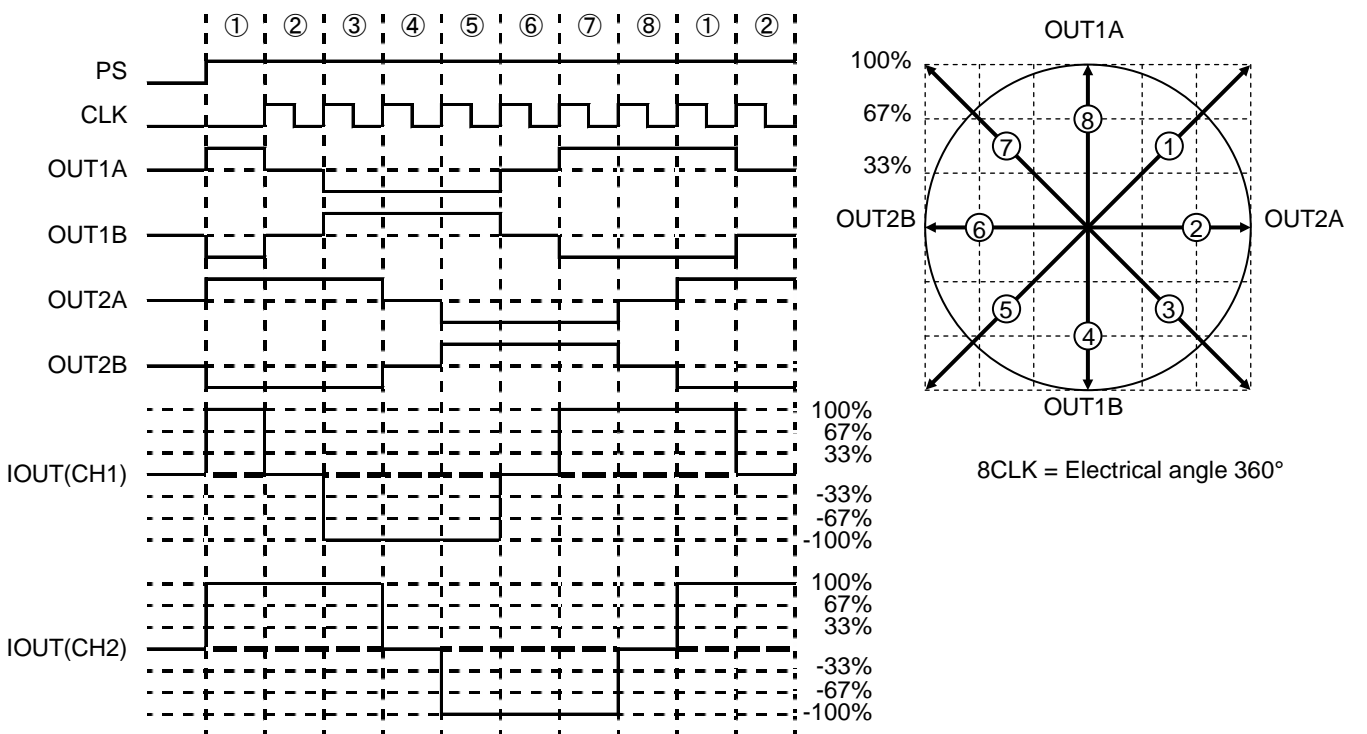 ① ② ③ ④ ⑤ ⑥ ⑦ ⑧ ① ②
PS
CLK
OUT1A
OUT1B
OUT2A
OUT2B
IOUT(CH1)
100%
67%
33%
-33%
-67%
-100%
IOUT(CH2)
100%
67%
33%
-33%
-67%
-100%
OUT1A
100%
67%
33%
⑧
⑦ ①
OUT2B ⑥ ② OUT2A
⑤ ③
④
OUT1B
8CLK = Electrical angle 360°